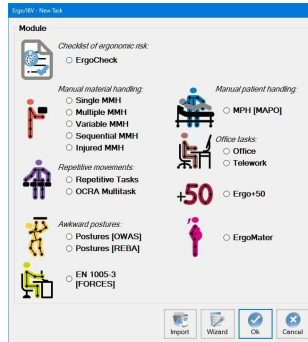 Ergo/IBV - New Task
Module
Checklist of ergonomic risk:
ErgoCheck
Manual material handling:
Single MMH
Multiple MMH
Variable MMH
Sequential MMH
Injured MMH
Repetitive movements:
Repetitive Tasks
OCRA Multitask
Awkward postures:
Postures [OWAS]
Postures [REBA]
EN 1005-3
[FORCES]
Manual patient handling:
MPH [MAPO]
Office tasks:
Office
Telework
+50
Ergo+50
ErgoMater
Import
Wizard
Ok
Cancel